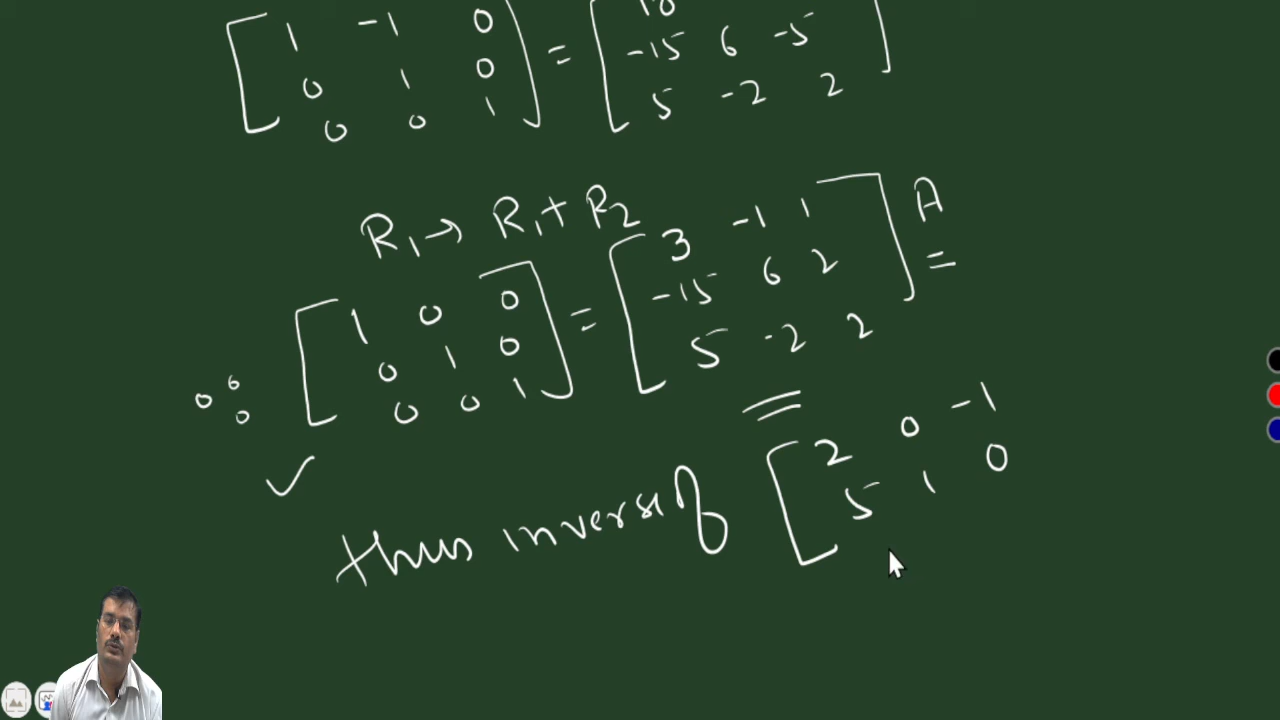 [ 1 -1 0 = [ 18
0 1 0 -15 6 -5
0 0 1 ] 5 -2 2 ]
R1 → R1 + R2
[ 1 0 0 = [ 3 -1 1 A
0 1 0 -15 6 2 =
0 0 1 ] 5 -2 2 ]
thus inverse of [ 2 0 -1
5 1 0